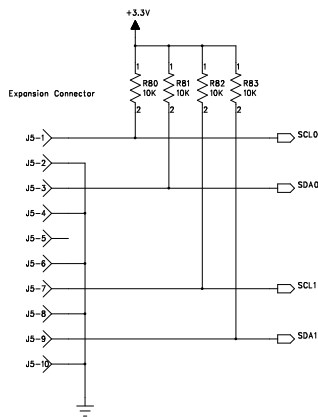 +3.3V
1 1 1 1
R80 R81 R82 R83
10K 10K 10K 10K
2 2 2 2
Expansion Connector
J5-1
SCL0
J5-2
J5-3
SDA0
J5-4
J5-5
J5-6
J5-7
SCL1
J5-8
J5-9
SDA1
J5-10